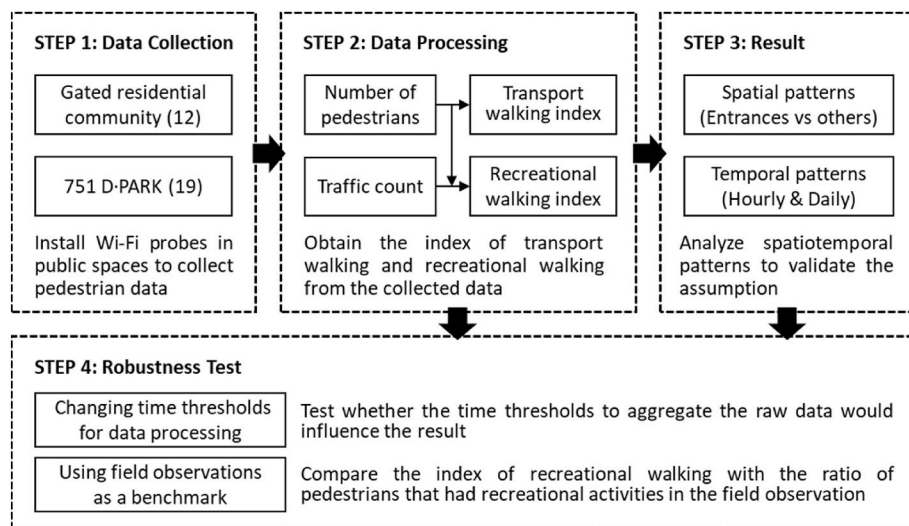 STEP 1: Data Collection
Gated residential
community (12)
751 D·PARK (19)
Install Wi-Fi probes in
public spaces to collect
pedestrian data
STEP 2: Data Processing
Number of
pedestrians
Transport
walking index
Traffic count
Recreational
walking index
Obtain the index of transport
walking and recreational walking
from the collected data
STEP 3: Result
Spatial patterns
(Entrances vs others)
Temporal patterns
(Hourly & Daily)
Analyze spatiotemporal
patterns to validate the
assumption
STEP 4: Robustness Test
Changing time thresholds
for data processing
Test whether the time thresholds to aggregate the raw data would
influence the result
Using field observations
as a benchmark
Compare the index of recreational walking with the ratio of
pedestrians that had recreational activities in the field observation